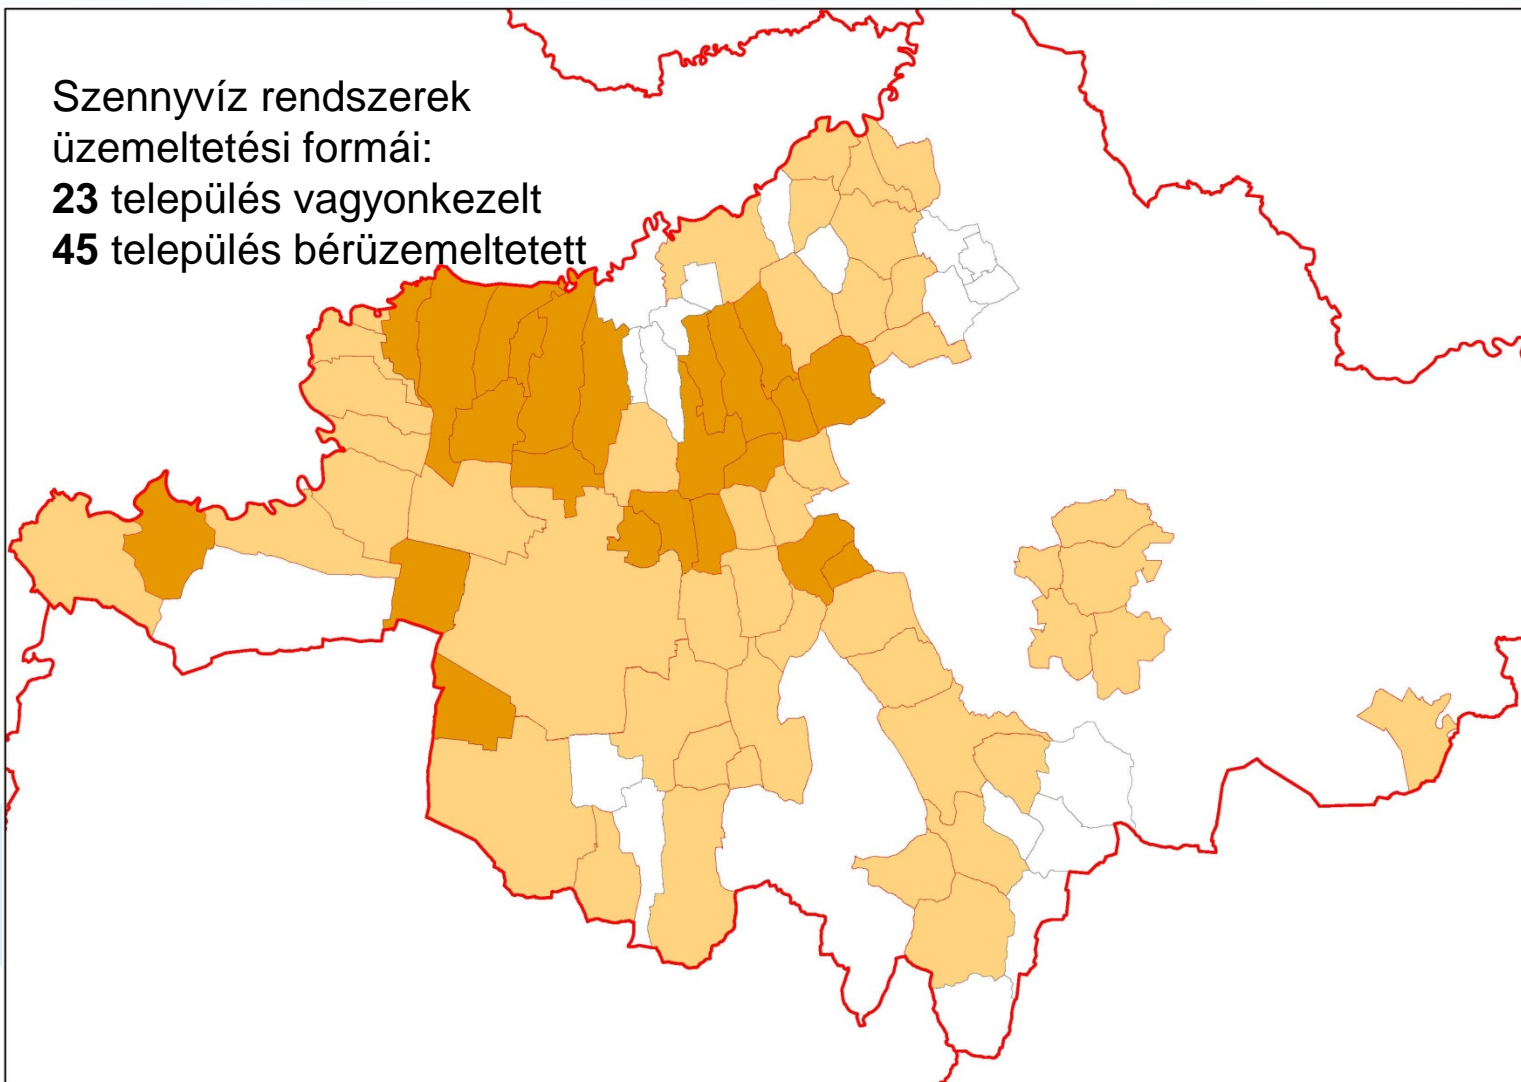 Szennyvíz rendszerek
üzemeltetési formái:
23 település vagyonkezelt
45 település bérüzemeltetett